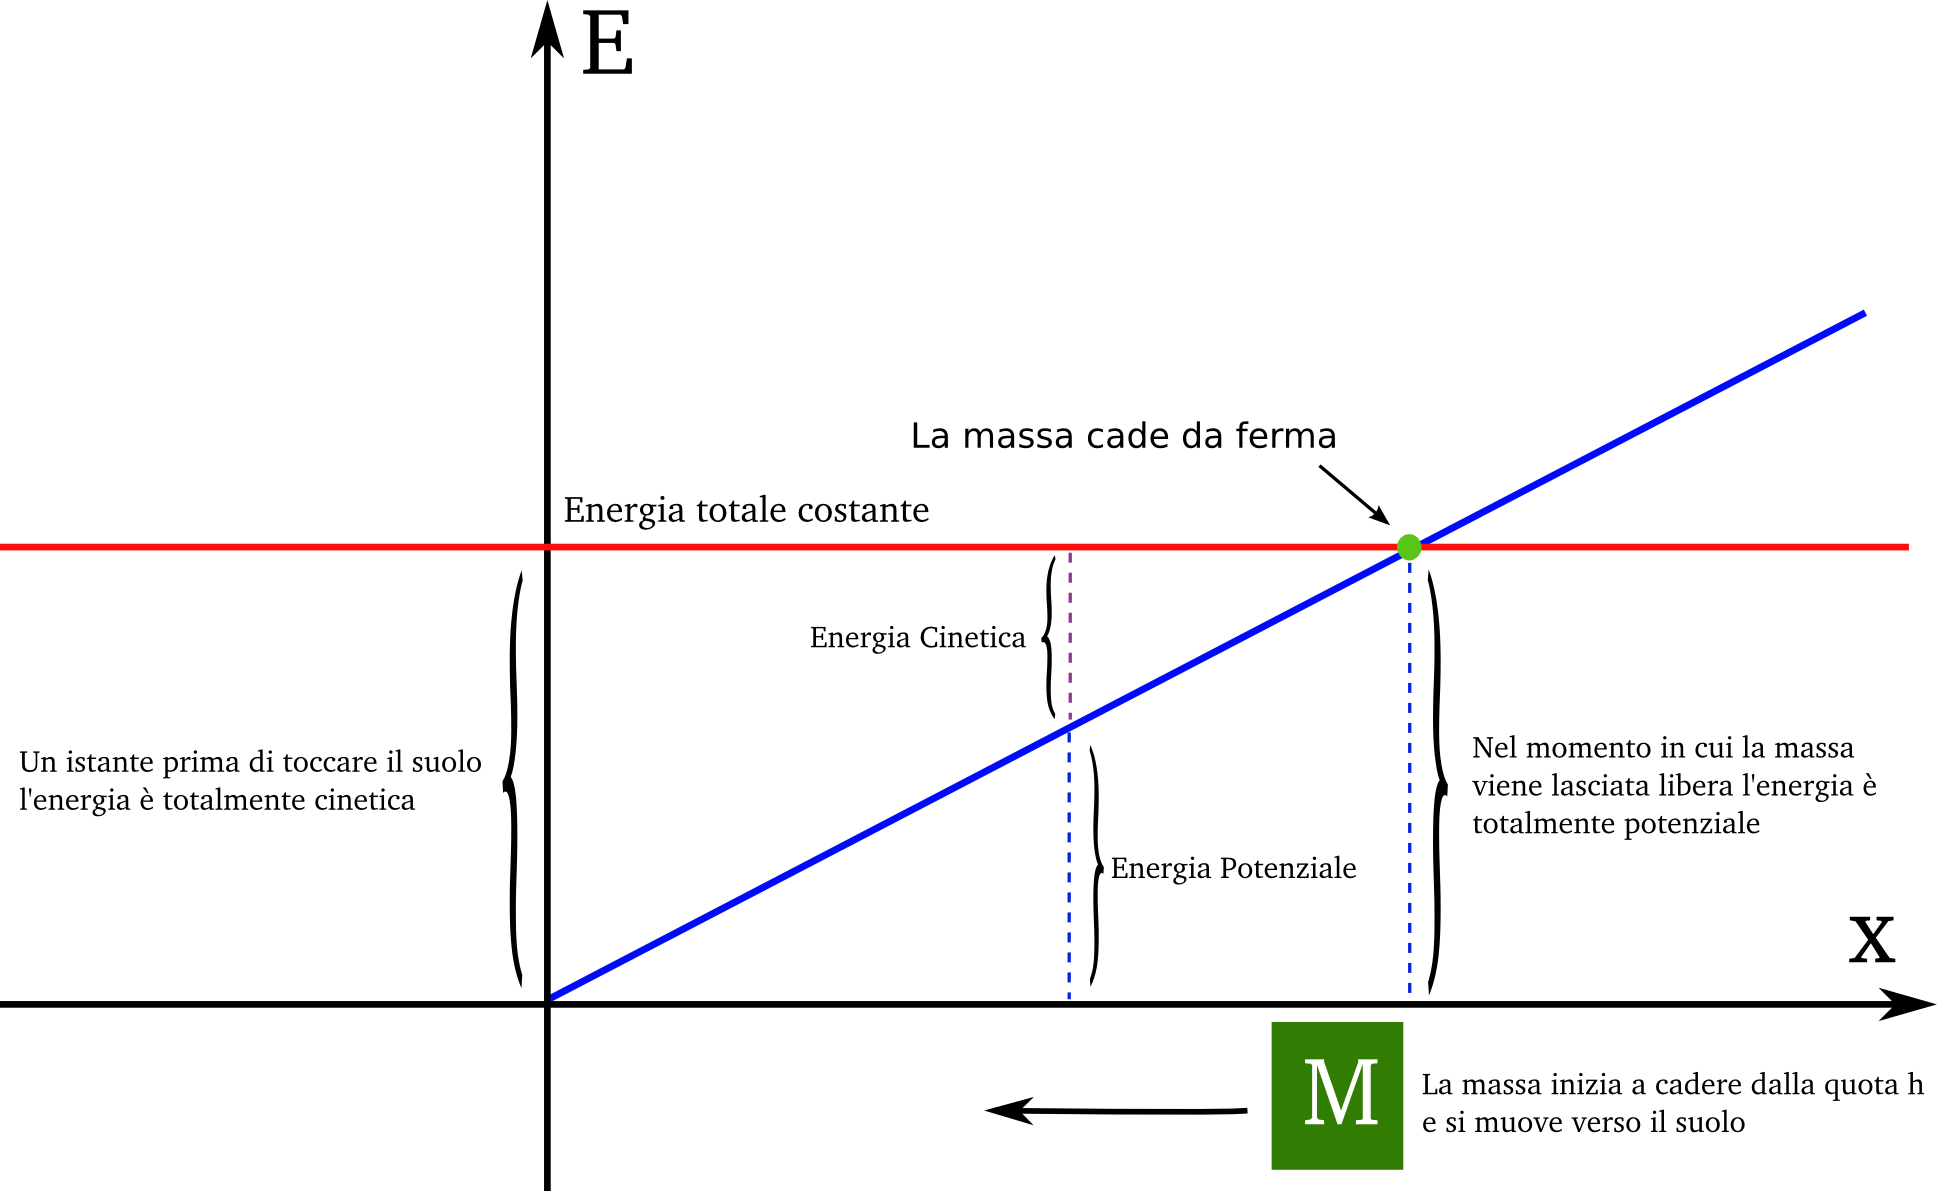 E
La massa cade da ferma
Energia totale costante
Energia Cinetica
Un istante prima di toccare il suolo
l'energia è totalmente cinetica
Nel momento in cui la massa
viene lasciata libera l'energia è
totalmente potenziale
Energia Potenziale
x
M
La massa inizia a cadere dalla quota h
e si muove verso il suolo